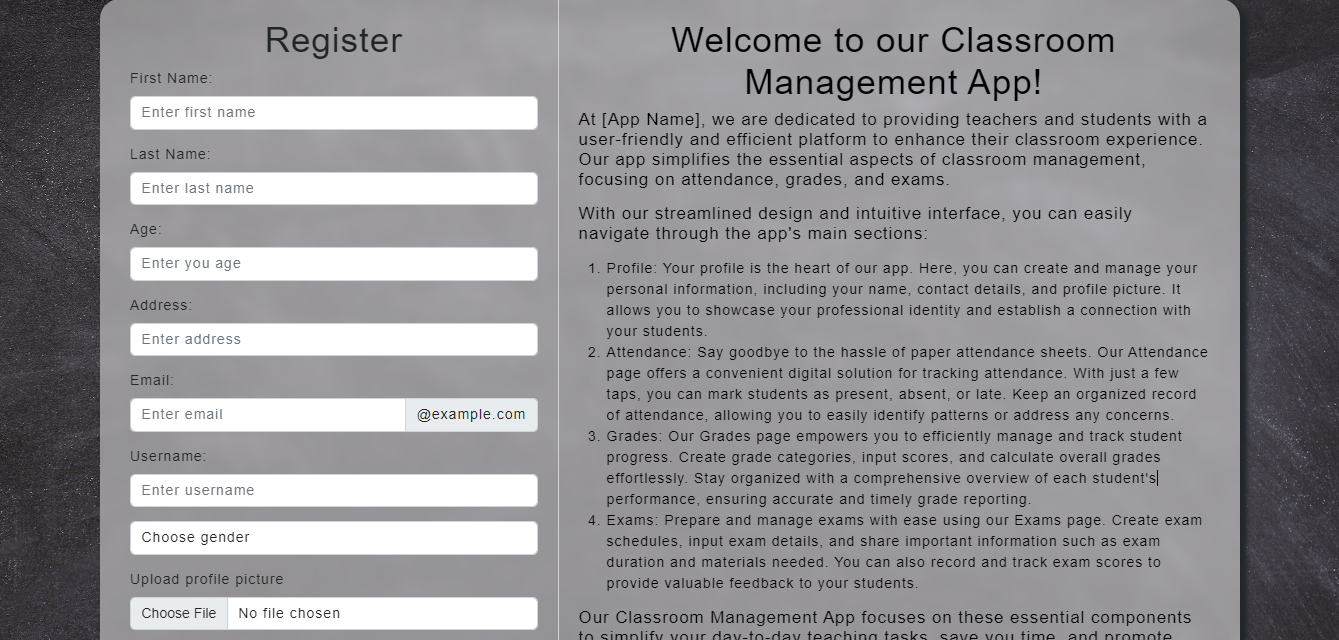 Register
First Name:
Enter first name
Last Name:
Enter last name
Age:
Enter you age
Address:
Enter address
Email:
Enter email
@example.com
Username:
Enter username
Choose gender
Upload profile picture
Choose File
No file chosen
Welcome to our Classroom
Management App!
At [App Name], we are dedicated to providing teachers and students with a
user-friendly and efficient platform to enhance their classroom experience.
Our app simplifies the essential aspects of classroom management,
focusing on attendance, grades, and exams.
With our streamlined design and intuitive interface, you can easily
navigate through the app's main sections:
1. Profile: Your profile is the heart of our app. Here, you can create and manage your
personal information, including your name, contact details, and profile picture. It
allows you to showcase your professional identity and establish a connection with
your students.
2. Attendance: Say goodbye to the hassle of paper attendance sheets. Our Attendance
page offers a convenient digital solution for tracking attendance. With just a few
taps, you can mark students as present, absent, or late. Keep an organized record
of attendance, allowing you to easily identify patterns or address any concerns.
3. Grades: Our Grades page empowers you to efficiently manage and track student
progress. Create grade categories, input scores, and calculate overall grades
effortlessly. Stay organized with a comprehensive overview of each student's
performance, ensuring accurate and timely grade reporting.
4. Exams: Prepare and manage exams with ease using our Exams page. Create exam
schedules, input exam details, and share important information such as exam
duration and materials needed. You can also record and track exam scores to
provide valuable feedback to your students.
Our Classroom Management App focuses on these essential components
to simplify your day-to-day teaching tasks, save you time, and promote